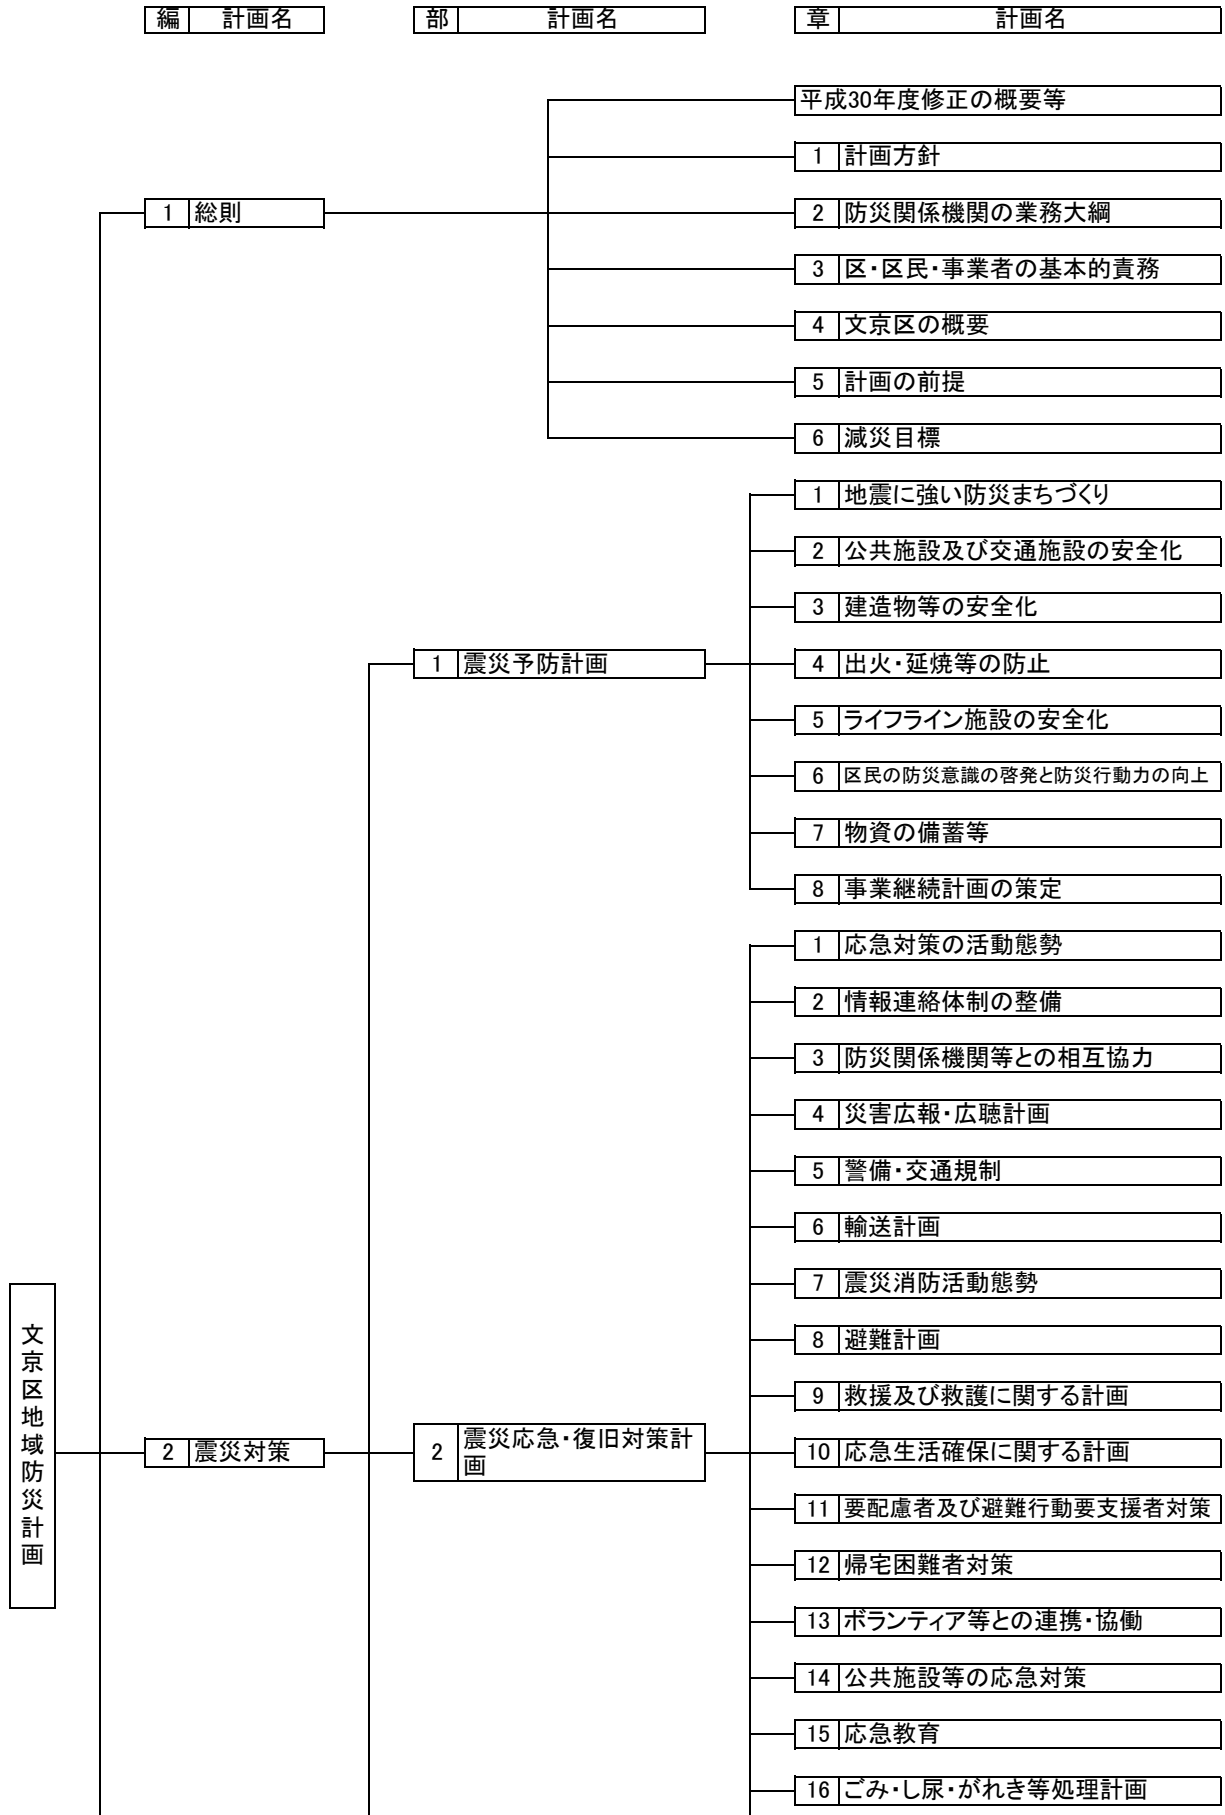 編 計画名 部 計画名 章 計画名
平成30年度修正の概要等
1 計画方針
1 総則
2 防災関係機関の業務大綱
3 区・区民・事業者の基本的責務
4 文京区の概要
5 計画の前提
6 減災目標
1 地震に強い防災まちづくり
2 公共施設及び交通施設の安全化
3 建造物等の安全化
1 震災予防計画
4 出火・延焼等の防止
5 ライフライン施設の安全化
6 区民の防災意識の啓発と防災行動力の向上
7 物資の備蓄等
8 事業継続計画の策定
1 応急対策の活動態勢
2 情報連絡体制の整備
3 防災関係機関等との相互協力
4 災害広報・広聴計画
5 警備・交通規制
6 輸送計画
7 震災消防活動態勢
8 避難計画
9 救援及び救護に関する計画
文京区地域防災計画
2 震災対策
2 震災応急・復旧対策計
画
10 応急生活確保に関する計画
11 要配慮者及び避難行動要支援者対策
12 帰宅困難者対策
13 ボランティア等との連携・協働
14 公共施設等の応急対策
15 応急教育
16 ごみ・し尿・がれき等処理計画